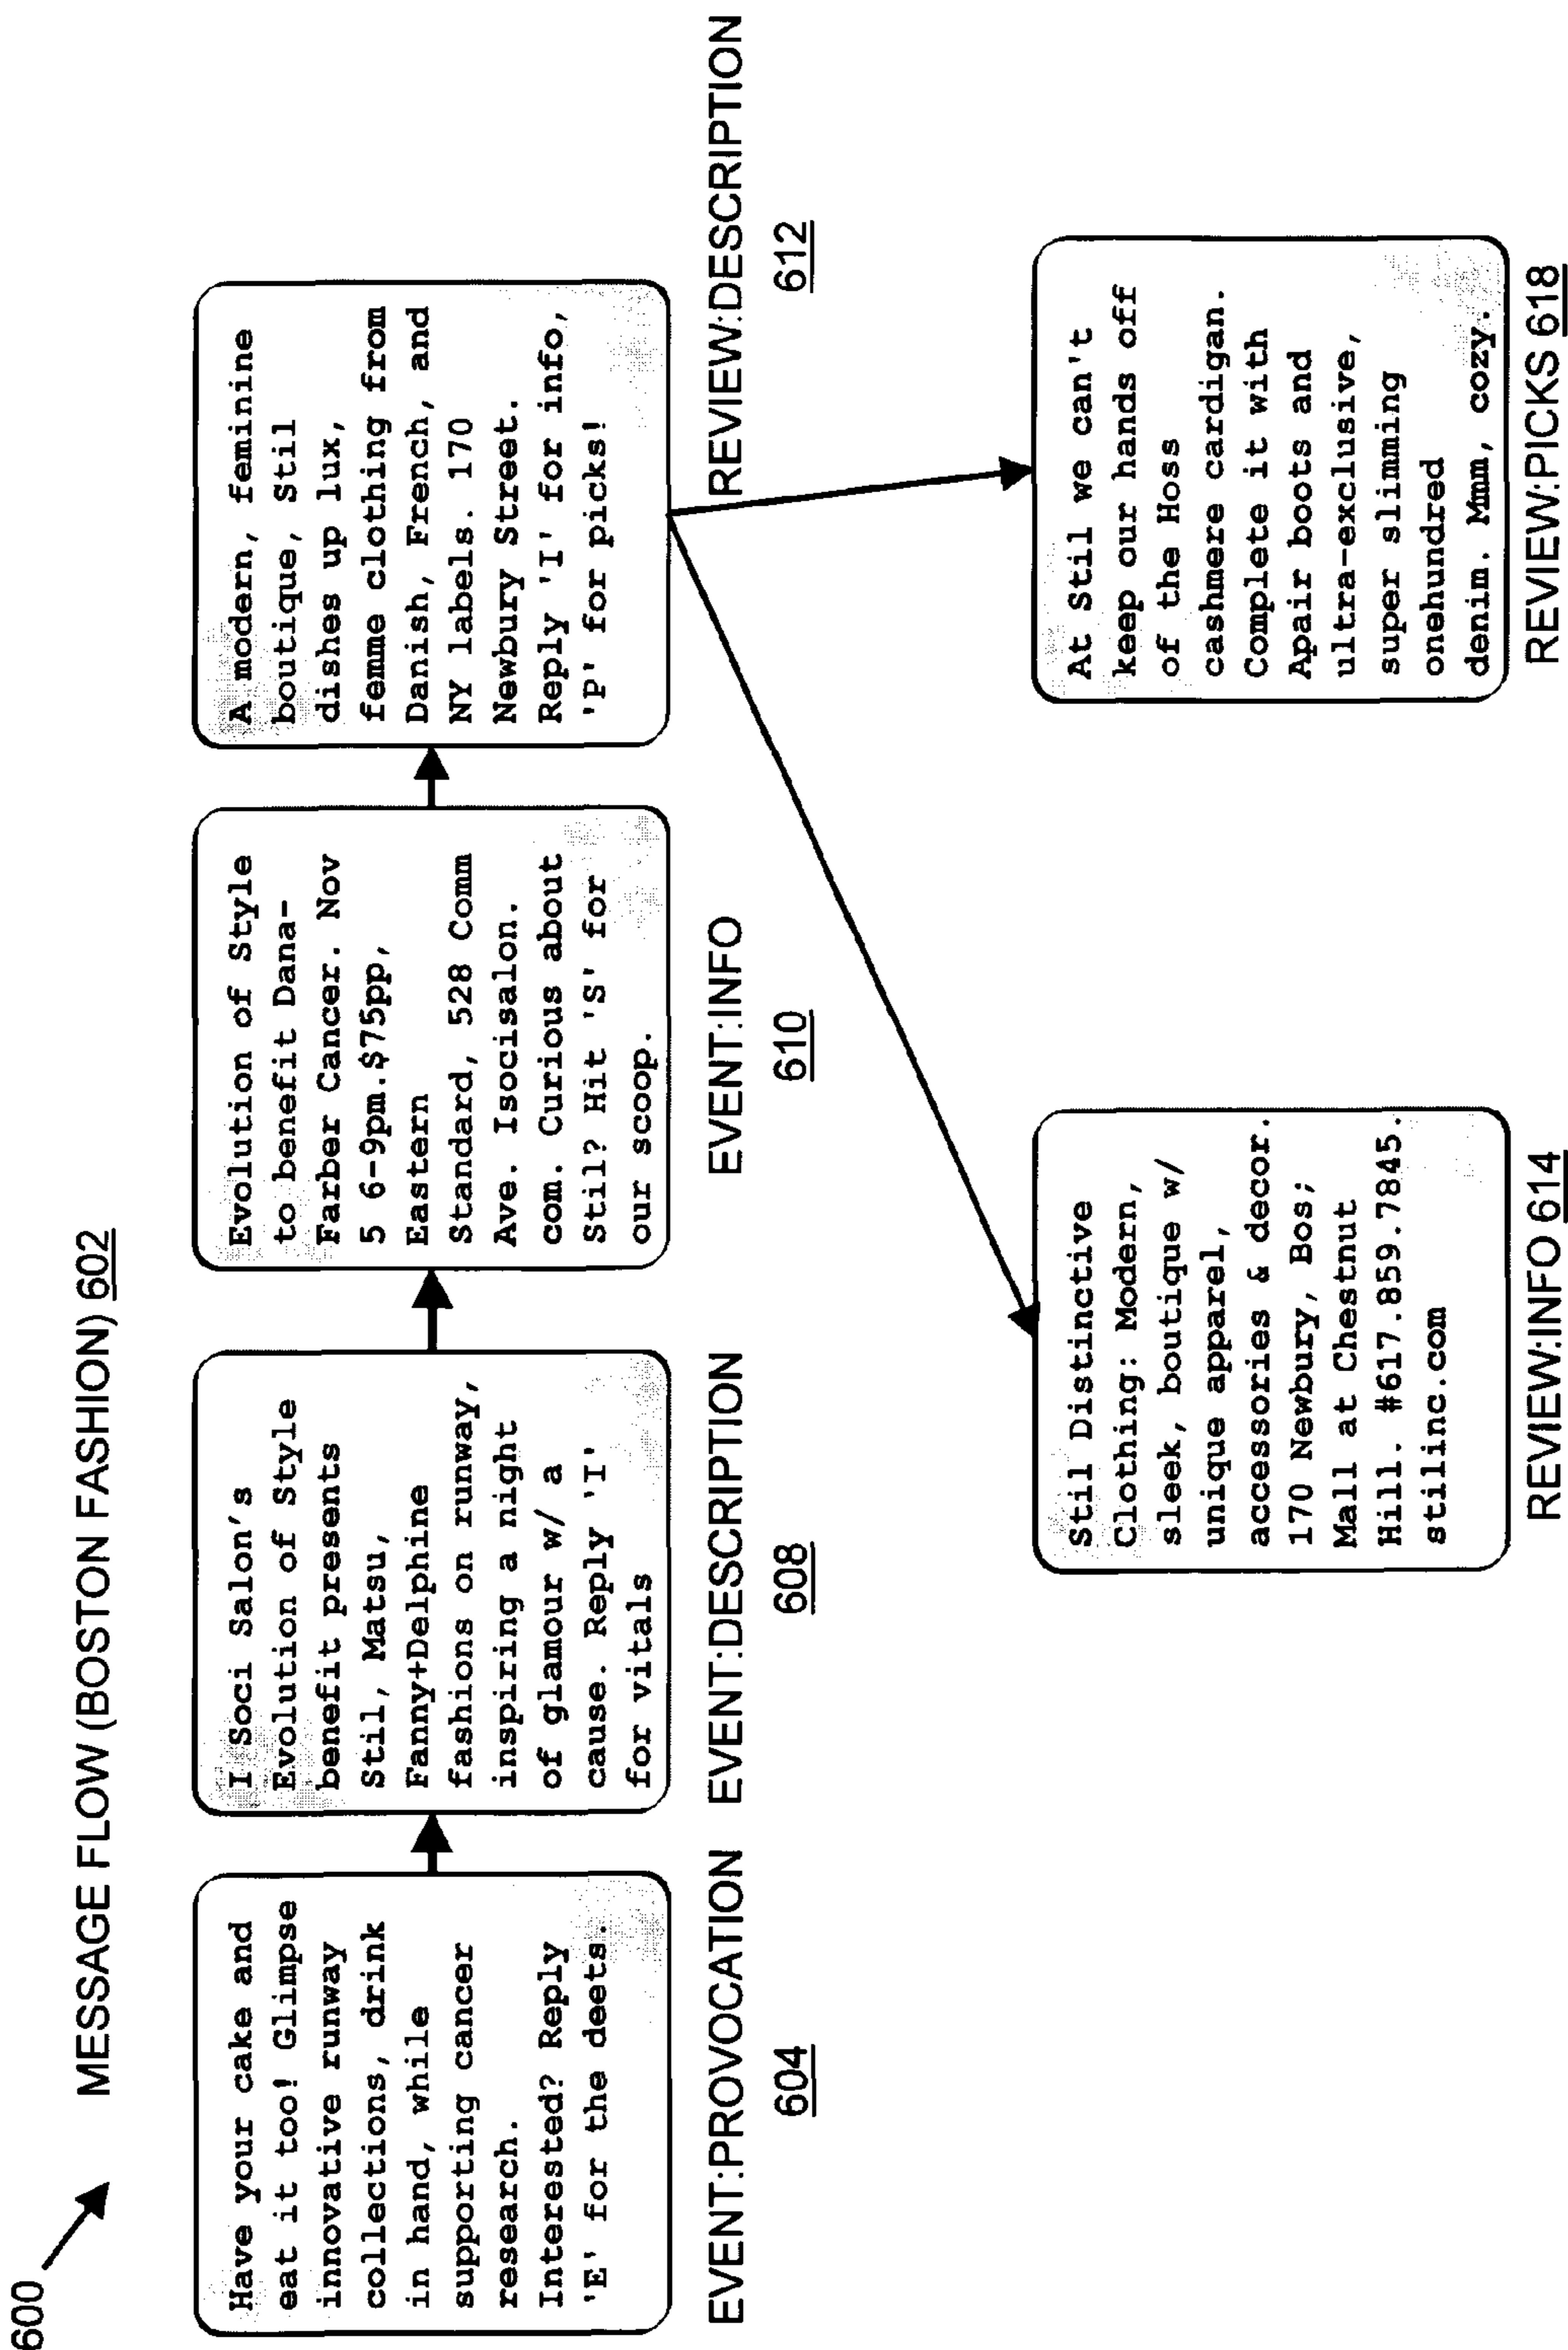 600
MESSAGE FLOW (BOSTON FASHION) 602
Have your cake and
eat it too! Glimpse
innovative runway
collections, drink
in hand, while
supporting cancer
research.
Interested? Reply
'E' for the deets.
EVENT:PROVOCATION
604
I Soci Salon's
Evolution of Style
benefit presents
Stil, Matsu,
Fanny+Delphine
fashions on runway,
inspiring a night
of glamour w/ a
cause. Reply 'I'
for vitals
EVENT:DESCRIPTION
608
Evolution of Style
to benefit Dana-
Farber Cancer. Nov
5 6-9pm.$75pp,
Eastern
Standard, 528 Comm
Ave. Isocisalon.
com. Curious about
Stil? Hit 'S' for
our scoop.
EVENT:INFO
610
A modern, feminine
boutique, Stil
dishes up lux,
femme clothing from
Danish, French, and
NY labels. 170
Newbury Street.
Reply 'I' for info,
'P' for picks!
REVIEW:DESCRIPTION
612
Stil Distinctive
Clothing: Modern,
sleek, boutique w/
unique apparel,
accessories & decor.
170 Newbury, Bos;
Mall at Chestnut
Hill. #617.859.7845.
stilinc.com
REVIEW:INFO 614
At Stil we can't
keep our hands off
of the Hoss
cashmere cardigan.
Complete it with
Apair boots and
ultra-exclusive,
super slimming
onehundred
denim. Mmm, cozy.
REVIEW:PICKS 618